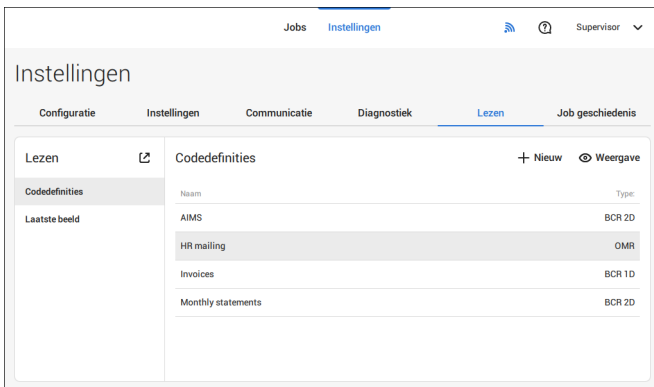 Jobs Instellingen Supervisor
Instellingen
Configuratie Instellingen Communicatie Diagnostiek Lezen Job geschiedenis
Lezen
Codedefinities
Laatste beeld
Codedefinities + Nieuw Weergave
Naam Type:
AIMS BCR 2D
HR mailing OMR
Invoices BCR 1D
Monthly statements BCR 2D